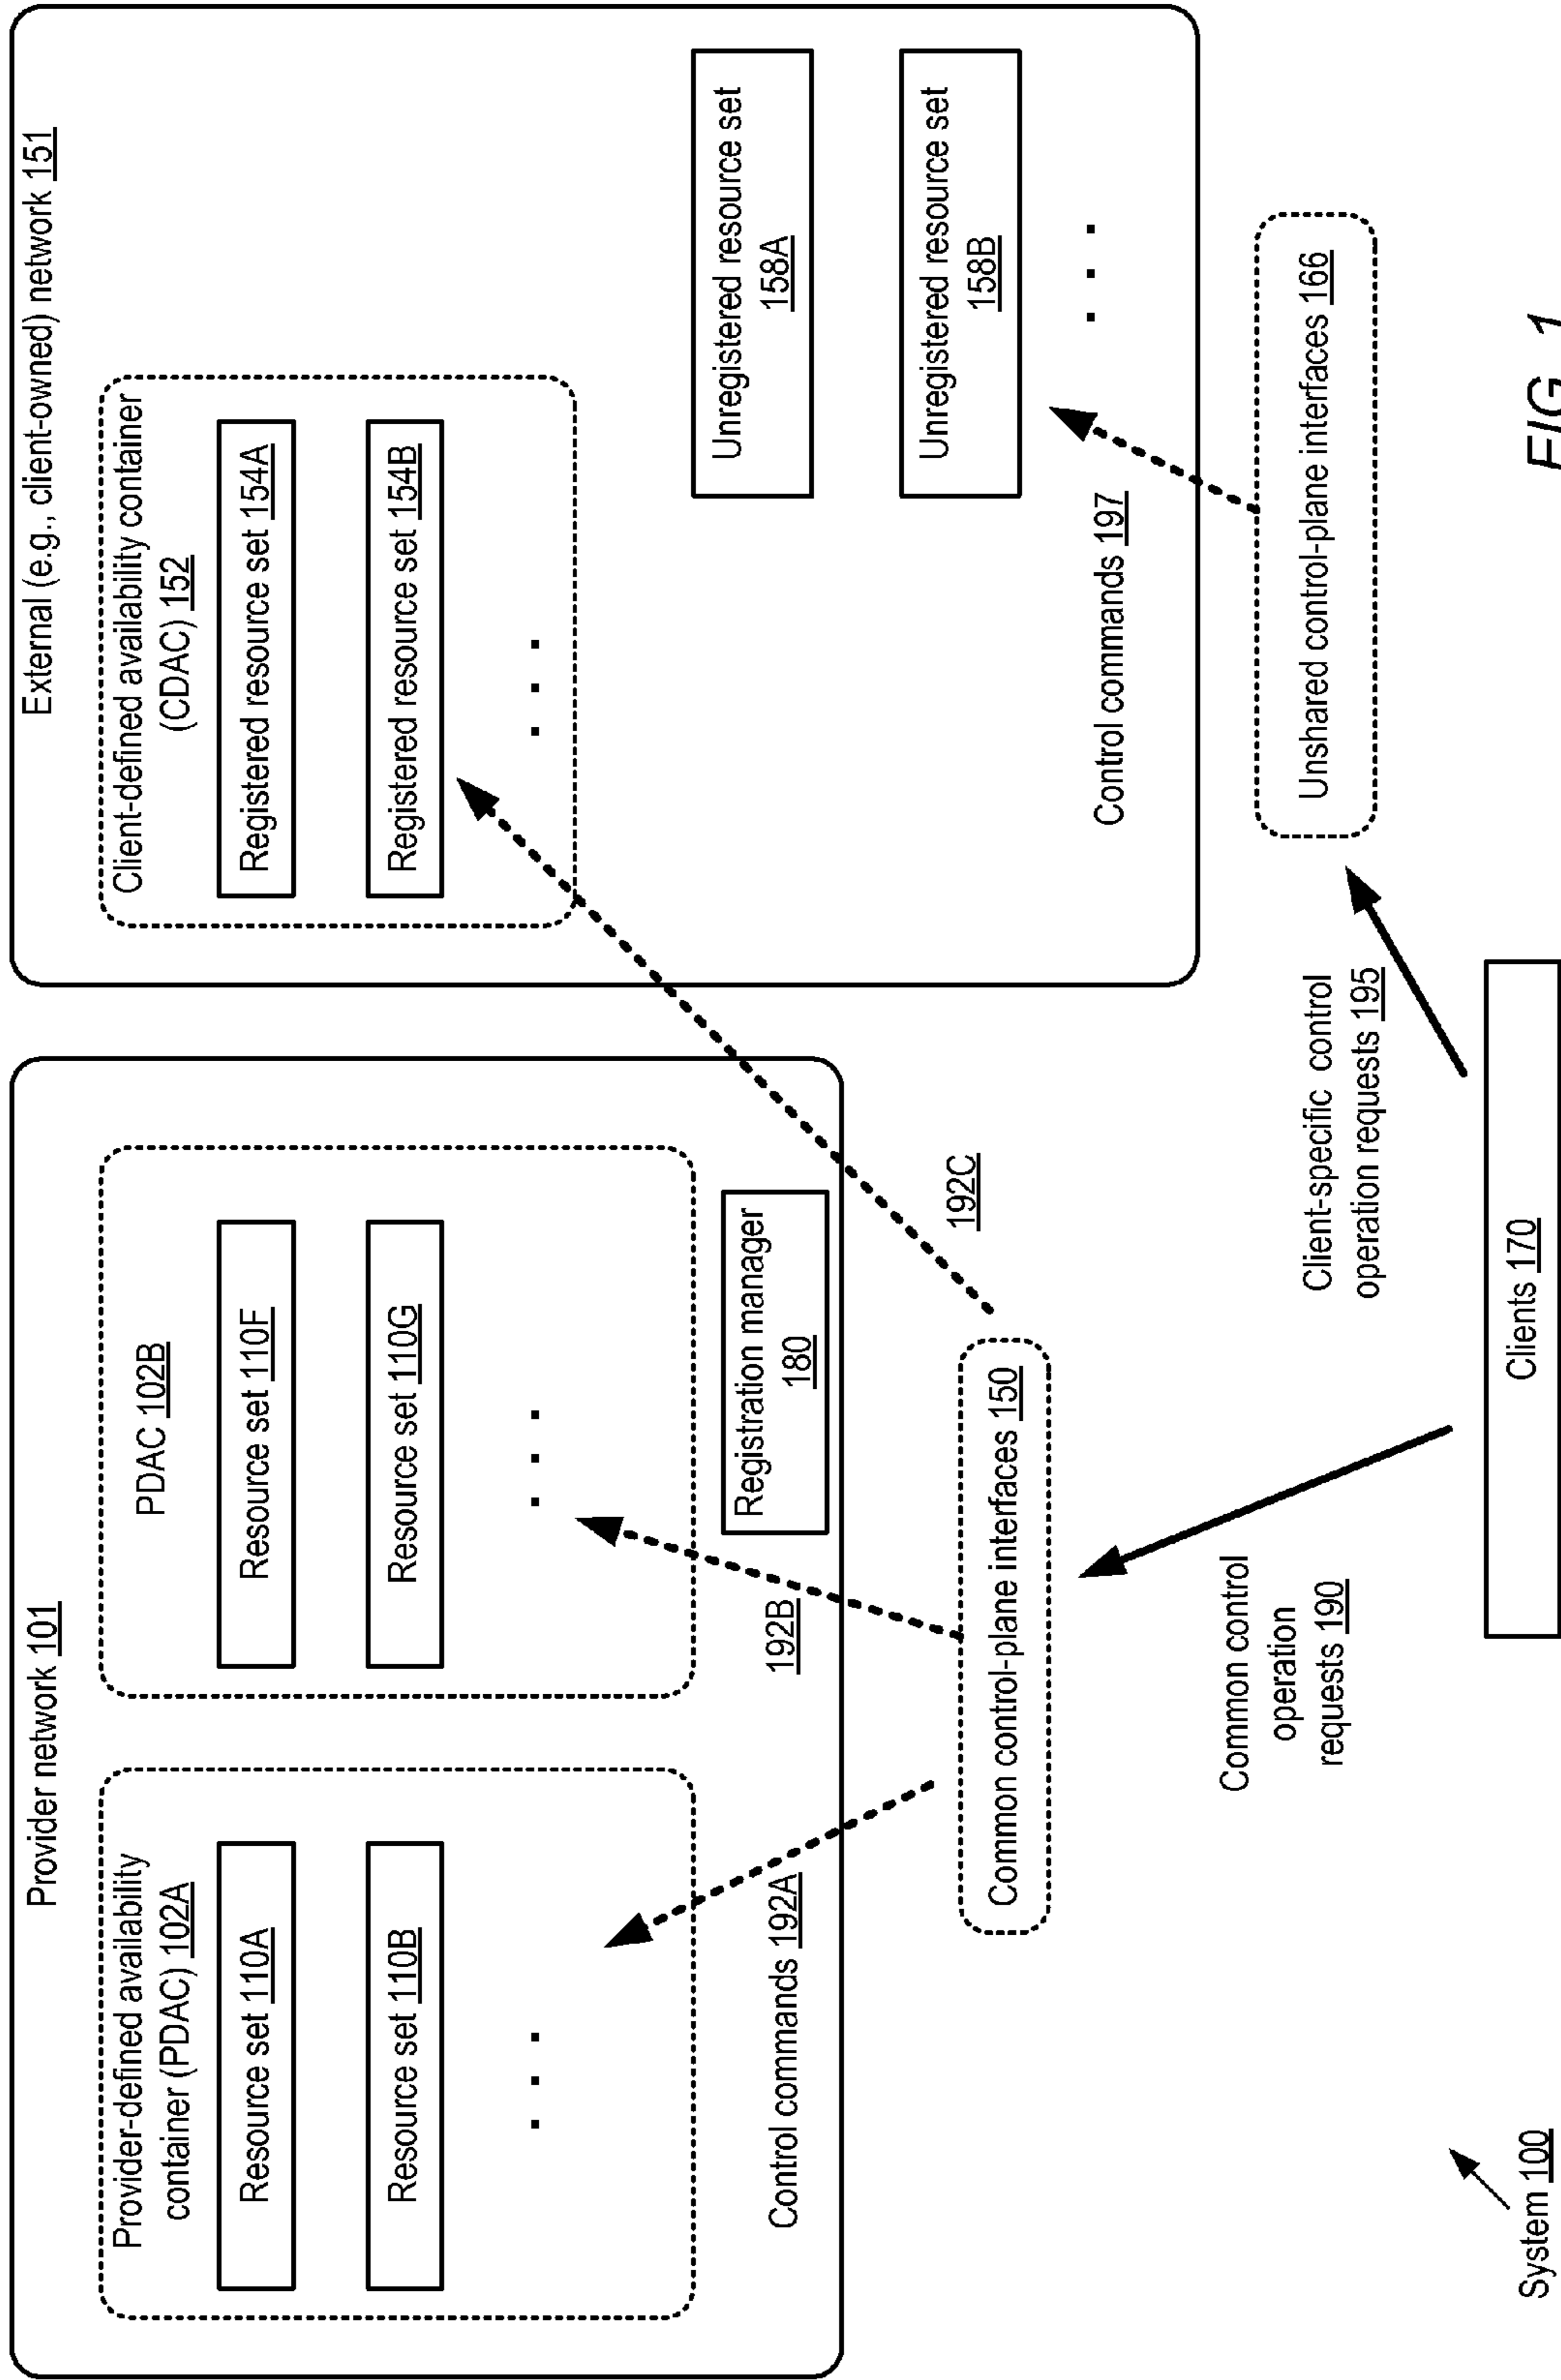 Provider network 101
Provider-defined availability
container (PDAC) 102A
Resource set 110A
Resource set 110B
. . .
Control commands 192A
PDAC 102B
Resource set 110F
Resource set 110G
. . .
192B
Registration manager
180
External (e.g., client-owned) network 151
Client-defined availability container
(CDAC) 152
Registered resource set 154A
Registered resource set 154B
. . .
Unregistered resource set
158A
Unregistered resource set
158B
. . .
Control commands 197
192C
Common control-plane interfaces 150
Unshared control-plane interfaces 166
Common control
operation
requests 190
Client-specific control
operation requests 195
Clients 170
System 100
FIG. 1